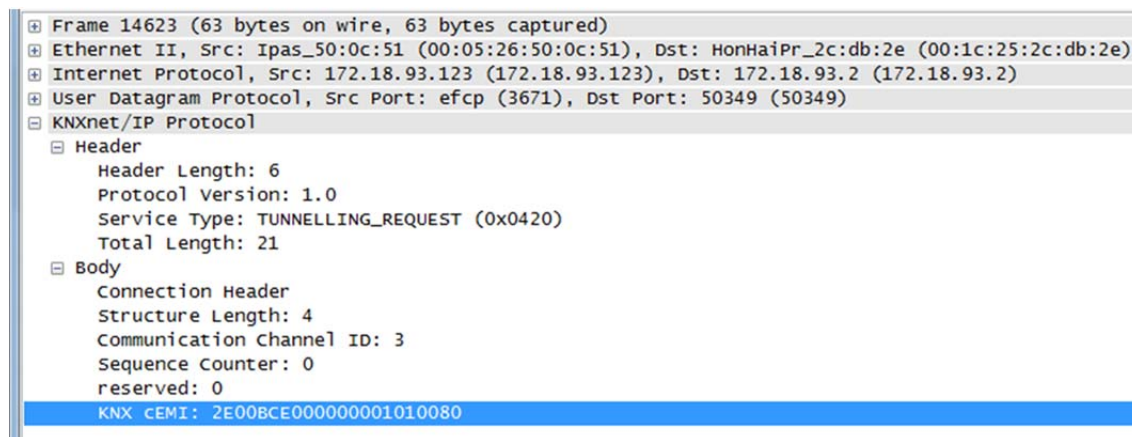 Frame 14623 (63 bytes on wire, 63 bytes captured)
Ethernet II, Src: Ipas_50:0c:51 (00:05:26:50:0c:51), Dst: HonHaiPr_2c:db:2e (00:1c:25:2c:db:2e)
Internet Protocol, Src: 172.18.93.123 (172.18.93.123), Dst: 172.18.93.2 (172.18.93.2)
User Datagram Protocol, Src Port: efcp (3671), Dst Port: 50349 (50349)
KNXnet/IP Protocol
Header
Header Length: 6
Protocol Version: 1.0
Service Type: TUNNELLING_REQUEST (0x0420)
Total Length: 21
Body
Connection Header
Structure Length: 4
Communication Channel ID: 3
Sequence Counter: 0
reserved: 0
KNX cEMI: 2E00BCE000000001010080